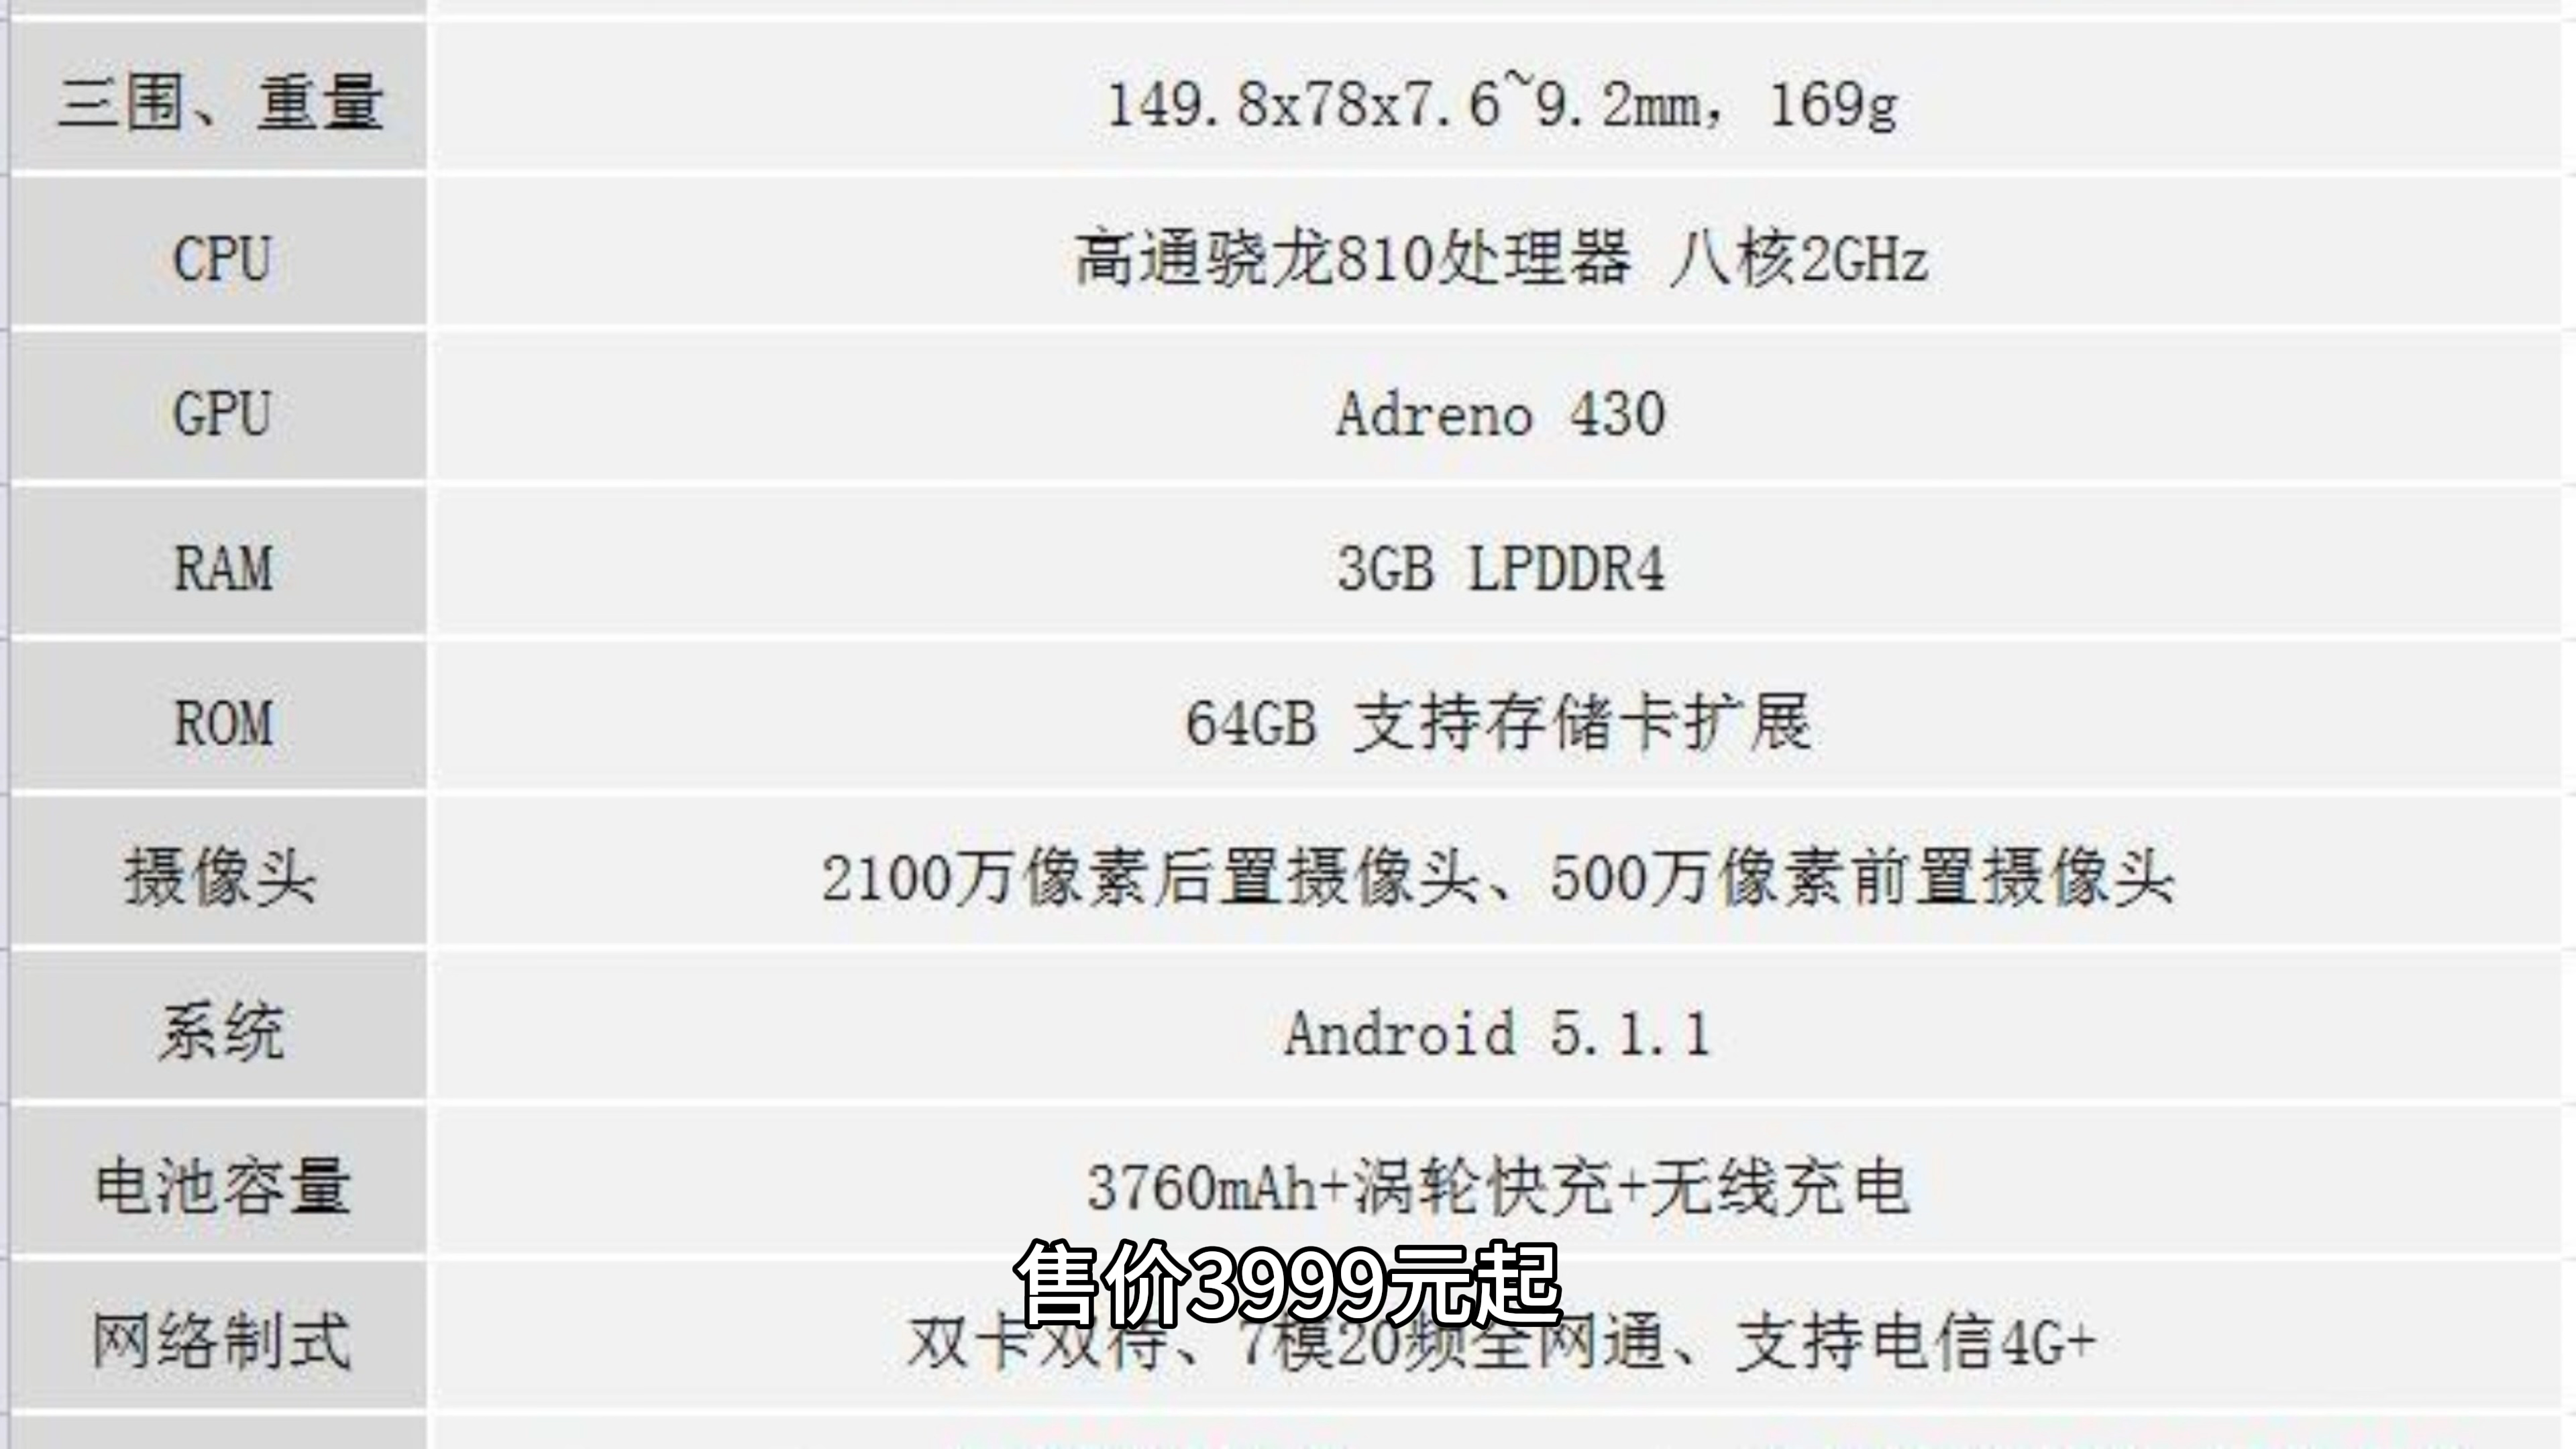 三围、重量 149.8x78x7.6~9.2mm, 169g
CPU 高通骁龙810处理器 八核2GHz
GPU Adreno 430
RAM 3GB LPDDR4
ROM 64GB 支持存储卡扩展
摄像头 2100万像素后置摄像头、500万像素前置摄像头
系统 Android 5.1.1
电池容量 3760mAh+涡轮快充+无线充电
售价3999元起
网络制式 双卡双待、7模20频全网通、支持电信4G+